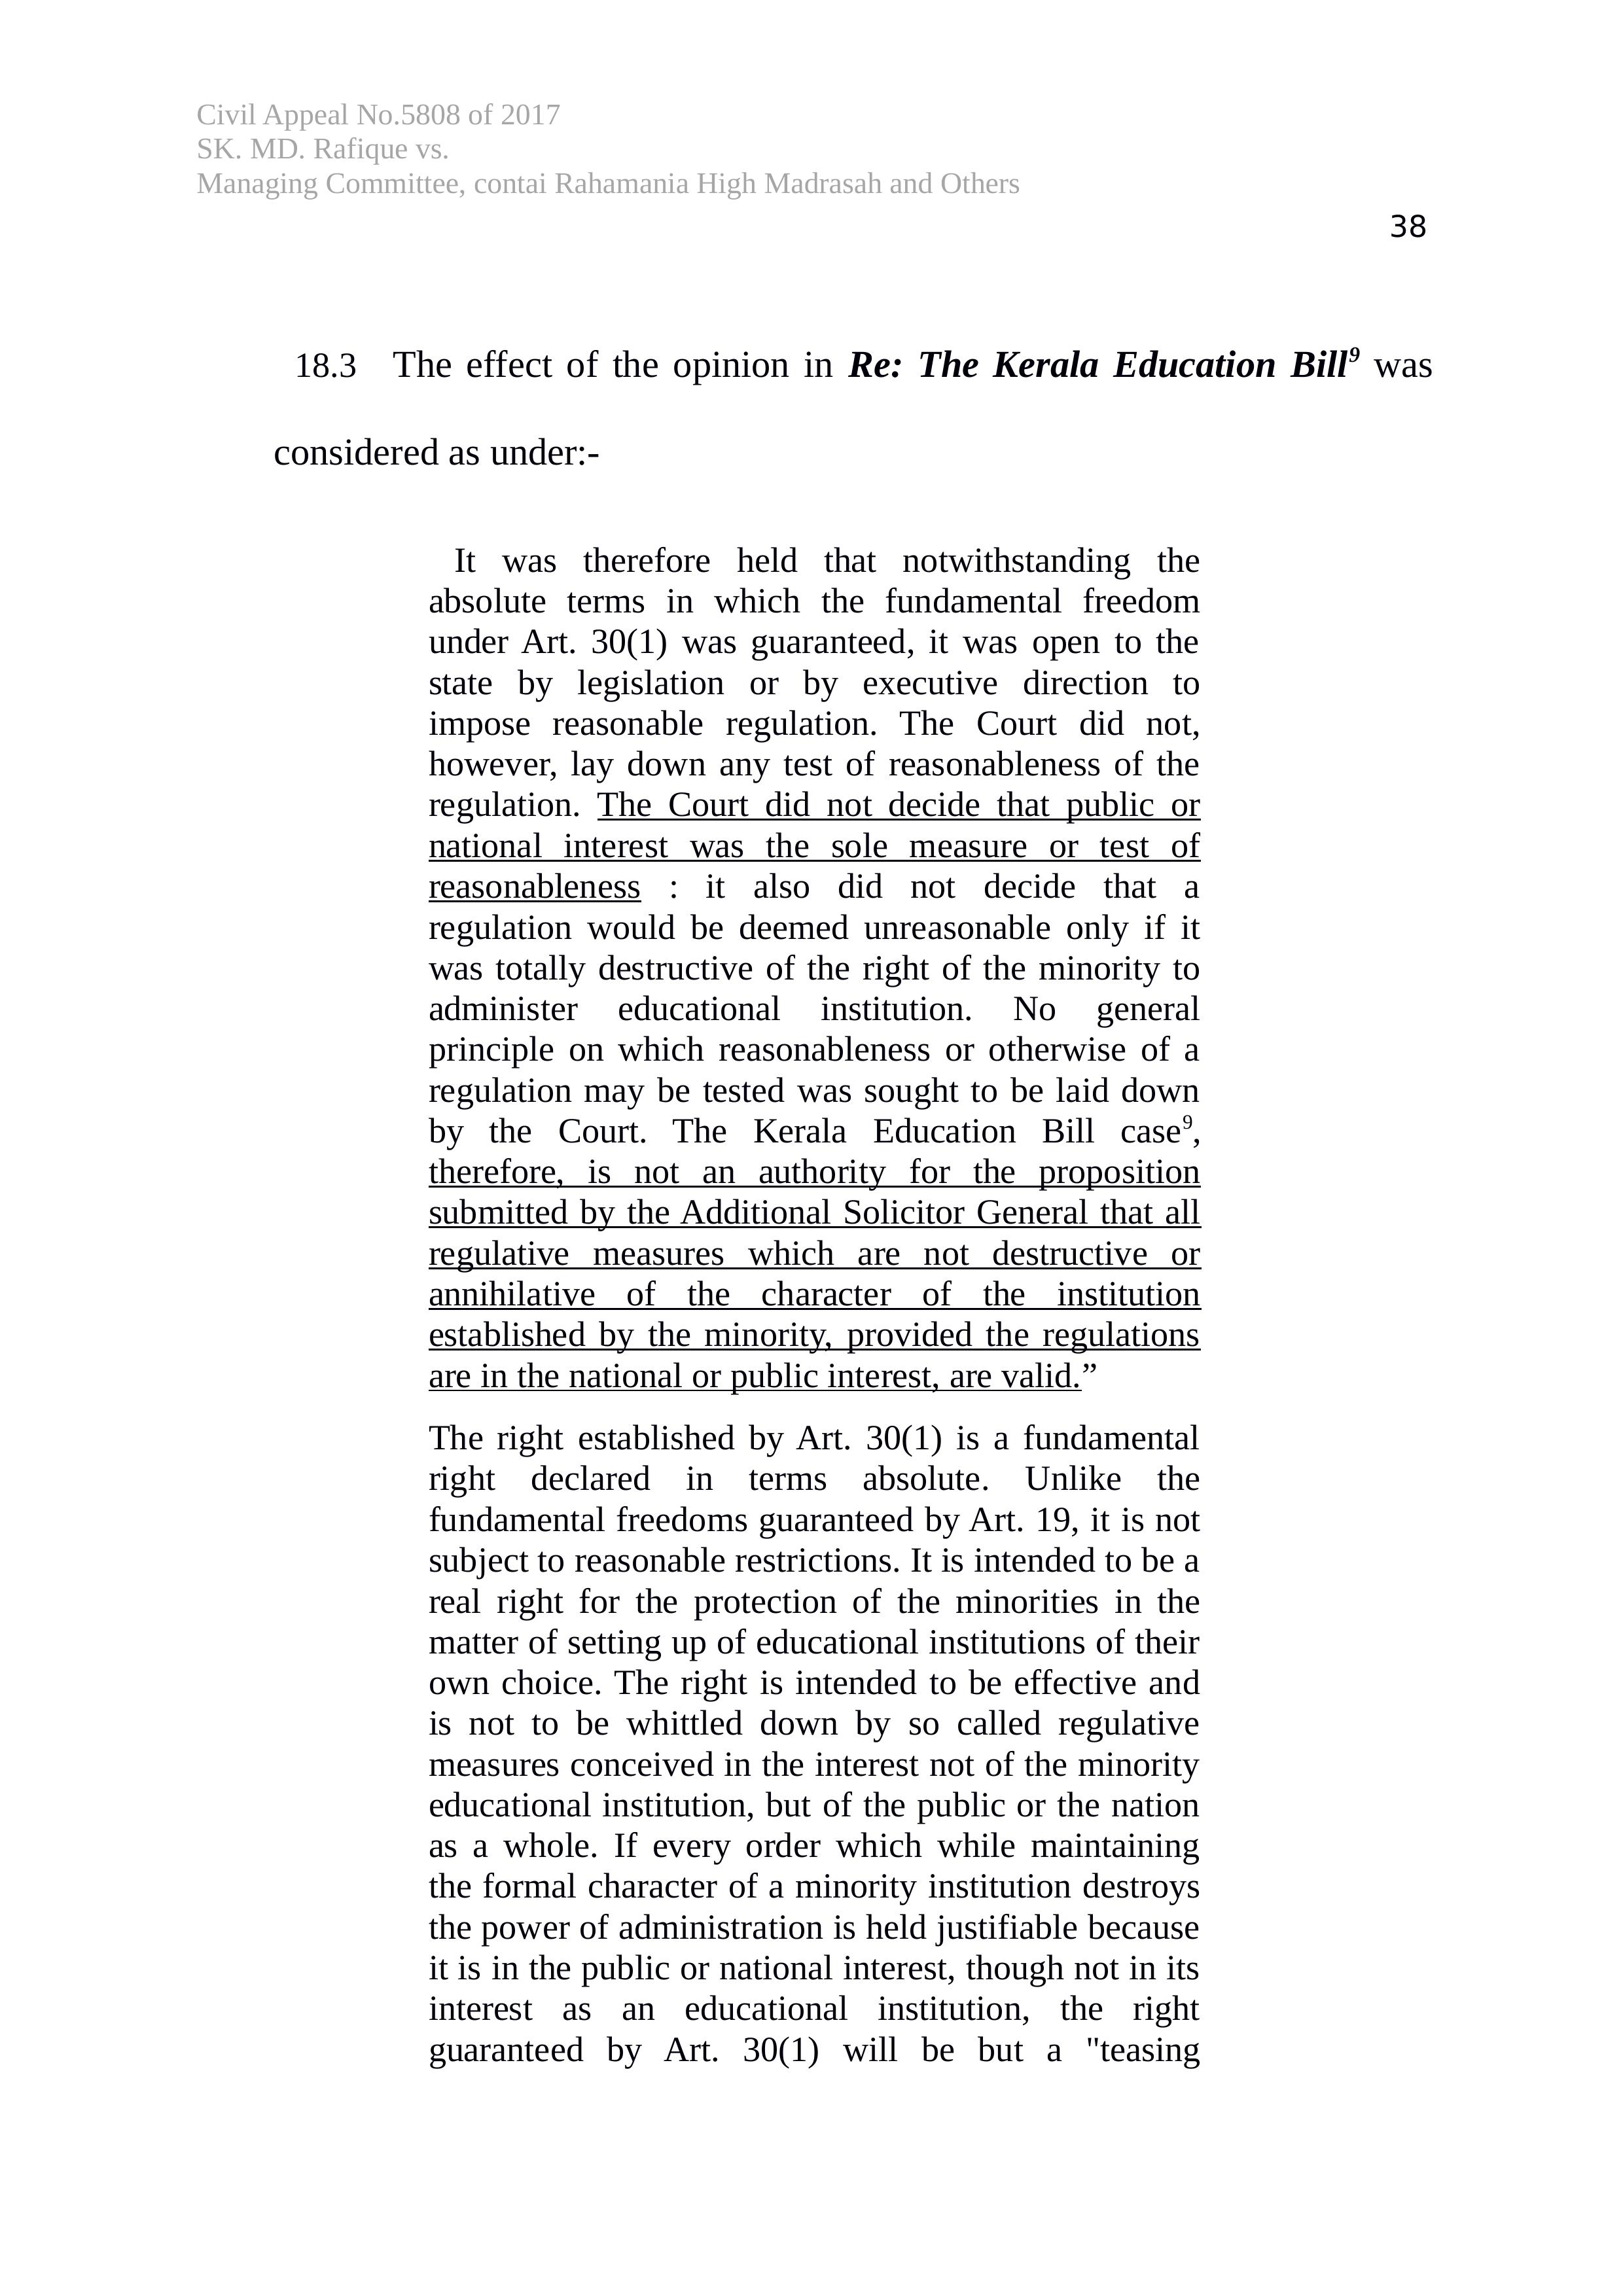 Civil Appeal No.5808 of 2017
SK. MD. Rafique vs.
Managing Committee, contai Rahamania High Madrasah and Others
38
18.3 The effect of the opinion in Re: The Kerala Education Bill9 was
considered as under:-
It was therefore held that notwithstanding the
absolute terms in which the fundamental freedom
under Art. 30(1) was guaranteed, it was open to the
state by legislation or by executive direction to
impose reasonable regulation. The Court did not,
however, lay down any test of reasonableness of the
regulation. The Court did not decide that public or
national interest was the sole measure or test of
reasonableness : it also did not decide that a
regulation would be deemed unreasonable only if it
was totally destructive of the right of the minority to
administer educational institution. No general
principle on which reasonableness or otherwise of a
regulation may be tested was sought to be laid down
by the Court. The Kerala Education Bill case9,
therefore, is not an authority for the proposition
submitted by the Additional Solicitor General that all
regulative measures which are not destructive or
annihilative of the character of the institution
established by the minority, provided the regulations
are in the national or public interest, are valid.”
The right established by Art. 30(1) is a fundamental
right declared in terms absolute. Unlike the
fundamental freedoms guaranteed by Art. 19, it is not
subject to reasonable restrictions. It is intended to be a
real right for the protection of the minorities in the
matter of setting up of educational institutions of their
own choice. The right is intended to be effective and
is not to be whittled down by so called regulative
measures conceived in the interest not of the minority
educational institution, but of the public or the nation
as a whole. If every order which while maintaining
the formal character of a minority institution destroys
the power of administration is held justifiable because
it is in the public or national interest, though not in its
interest as an educational institution, the right
guaranteed by Art. 30(1) will be but a "teasing